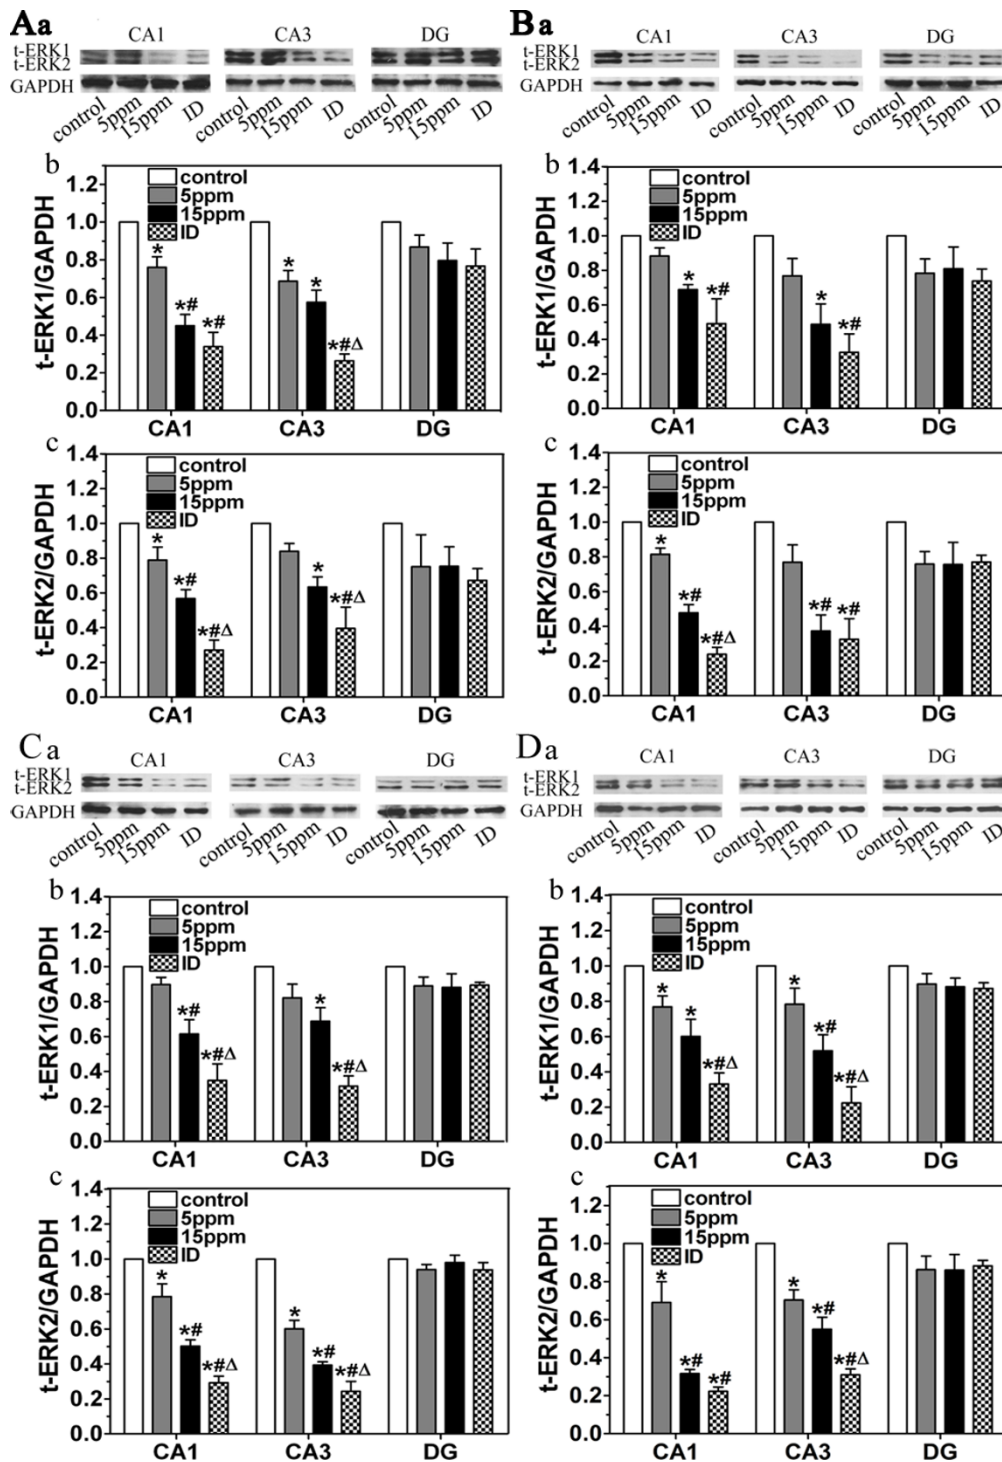 Aa
CA1 CA3 DG
t-ERK1
t-ERK2
GAPDH
control 5ppm 15ppm ID control 5ppm 15ppm ID control 5ppm 15ppm ID
b
t-ERK1/GAPDH
1.2
1.0
0.8
0.6
0.4
0.2
0.0
control
5ppm
15ppm
ID
* *# *# * * *#Δ
CA1 CA3 DG
c
t-ERK2/GAPDH
1.4
1.2
1.0
0.8
0.6
0.4
0.2
0.0
control
5ppm
15ppm
ID
* *# *#Δ * *#Δ
CA1 CA3 DG
Ba
CA1 CA3 DG
t-ERK1
t-ERK2
GAPDH
control 5ppm 15ppm ID control 5ppm 15ppm ID control 5ppm 15ppm ID
b
t-ERK1/GAPDH
1.4
1.2
1.0
0.8
0.6
0.4
0.2
0.0
control
5ppm
15ppm
ID
* *# * *#
CA1 CA3 DG
c
t-ERK2/GAPDH
1.4
1.2
1.0
0.8
0.6
0.4
0.2
0.0
control
5ppm
15ppm
ID
* *# *#Δ *# *#
CA1 CA3 DG
Ca
CA1 CA3 DG
t-ERK1
t-ERK2
GAPDH
control 5ppm 15ppm ID control 5ppm 15ppm ID control 5ppm 15ppm ID
b
t-ERK1/GAPDH
1.4
1.2
1.0
0.8
0.6
0.4
0.2
0.0
control
5ppm
15ppm
ID
*# *#Δ * *#Δ
CA1 CA3 DG
c
t-ERK2/GAPDH
1.4
1.2
1.0
0.8
0.6
0.4
0.2
0.0
control
5ppm
15ppm
ID
* *# *#Δ * *# *#Δ
CA1 CA3 DG
Da
CA1 CA3 DG
t-ERK1
t-ERK2
GAPDH
control 5ppm 15ppm ID control 5ppm 15ppm ID control 5ppm 15ppm ID
b
t-ERK1/GAPDH
1.4
1.2
1.0
0.8
0.6
0.4
0.2
0.0
control
5ppm
15ppm
ID
* * *#Δ * *# *#Δ
CA1 CA3 DG
c
t-ERK2/GAPDH
1.2
1.0
0.8
0.6
0.4
0.2
0.0
control
5ppm
15ppm
ID
* *# *# * *# *#Δ
CA1 CA3 DG